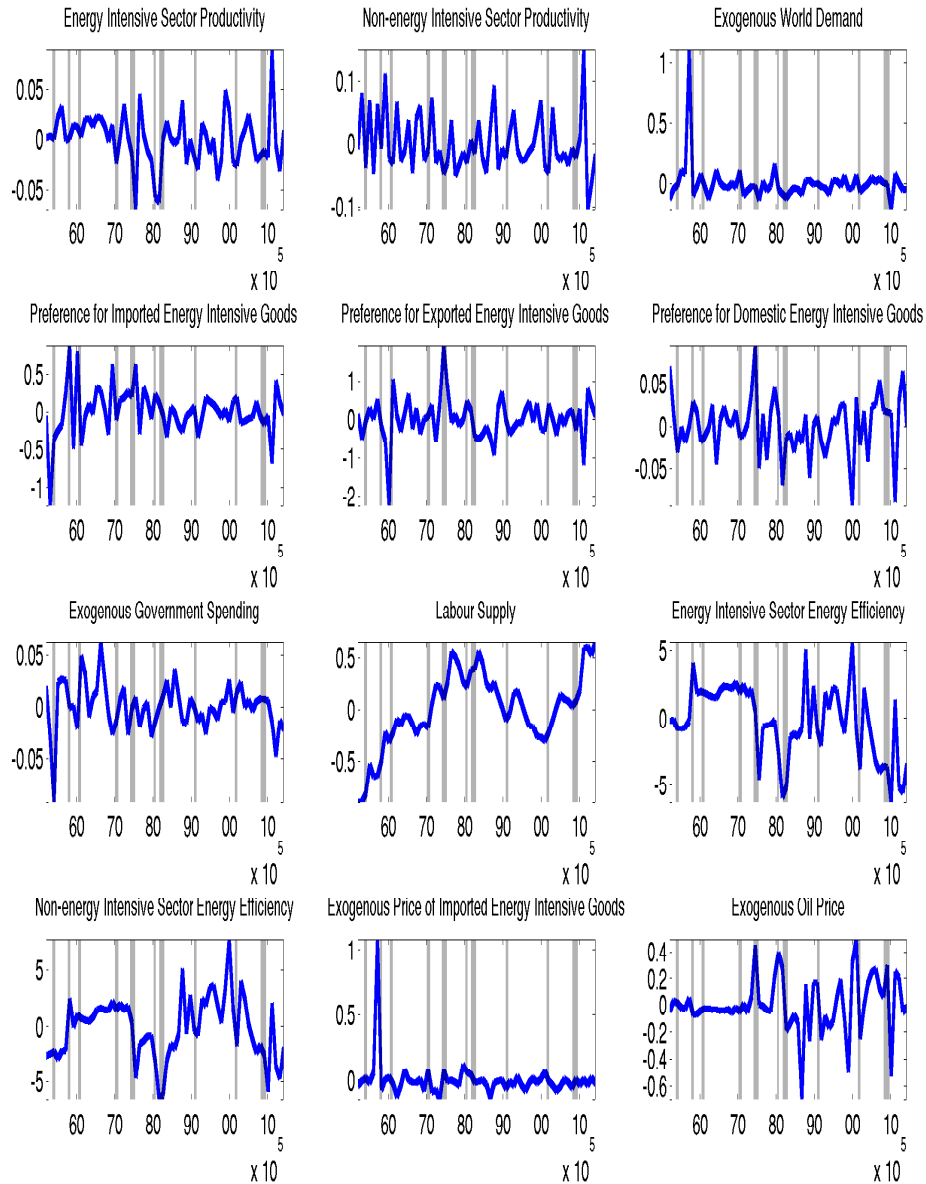 Energy Intensive Sector Productivity
Non-energy Intensive Sector Productivity
Exogenous World Demand
0.05
0
-0.05
60 70 80 90 00 10
5
x 10
0.1
0
-0.1
60 70 80 90 00 10
5
x 10
1
0.5
0
60 70 80 90 00 10
5
x 10
Preference for Imported Energy Intensive Goods
Preference for Exported Energy Intensive Goods
Preference for Domestic Energy Intensive Goods
0.5
0
-0.5
-1
60 70 80 90 00 10
5
x 10
1
0
-1
-2
60 70 80 90 00 10
5
x 10
0.05
0
-0.05
60 70 80 90 00 10
5
x 10
Exogenous Government Spending
Labour Supply
Energy Intensive Sector Energy Efficiency
0.05
0
-0.05
60 70 80 90 00 10
5
x 10
0.5
0
-0.5
60 70 80 90 00 10
5
x 10
5
0
-5
60 70 80 90 00 10
5
x 10
Non-energy Intensive Sector Energy Efficiency
Exogenous Price of Imported Energy Intensive Goods
Exogenous Oil Price
5
0
-5
60 70 80 90 00 10
5
x 10
1
0.5
0
60 70 80 90 00 10
5
x 10
0.4
0.2
0
-0.2
-0.4
-0.6
60 70 80 90 00 10
5
x 10